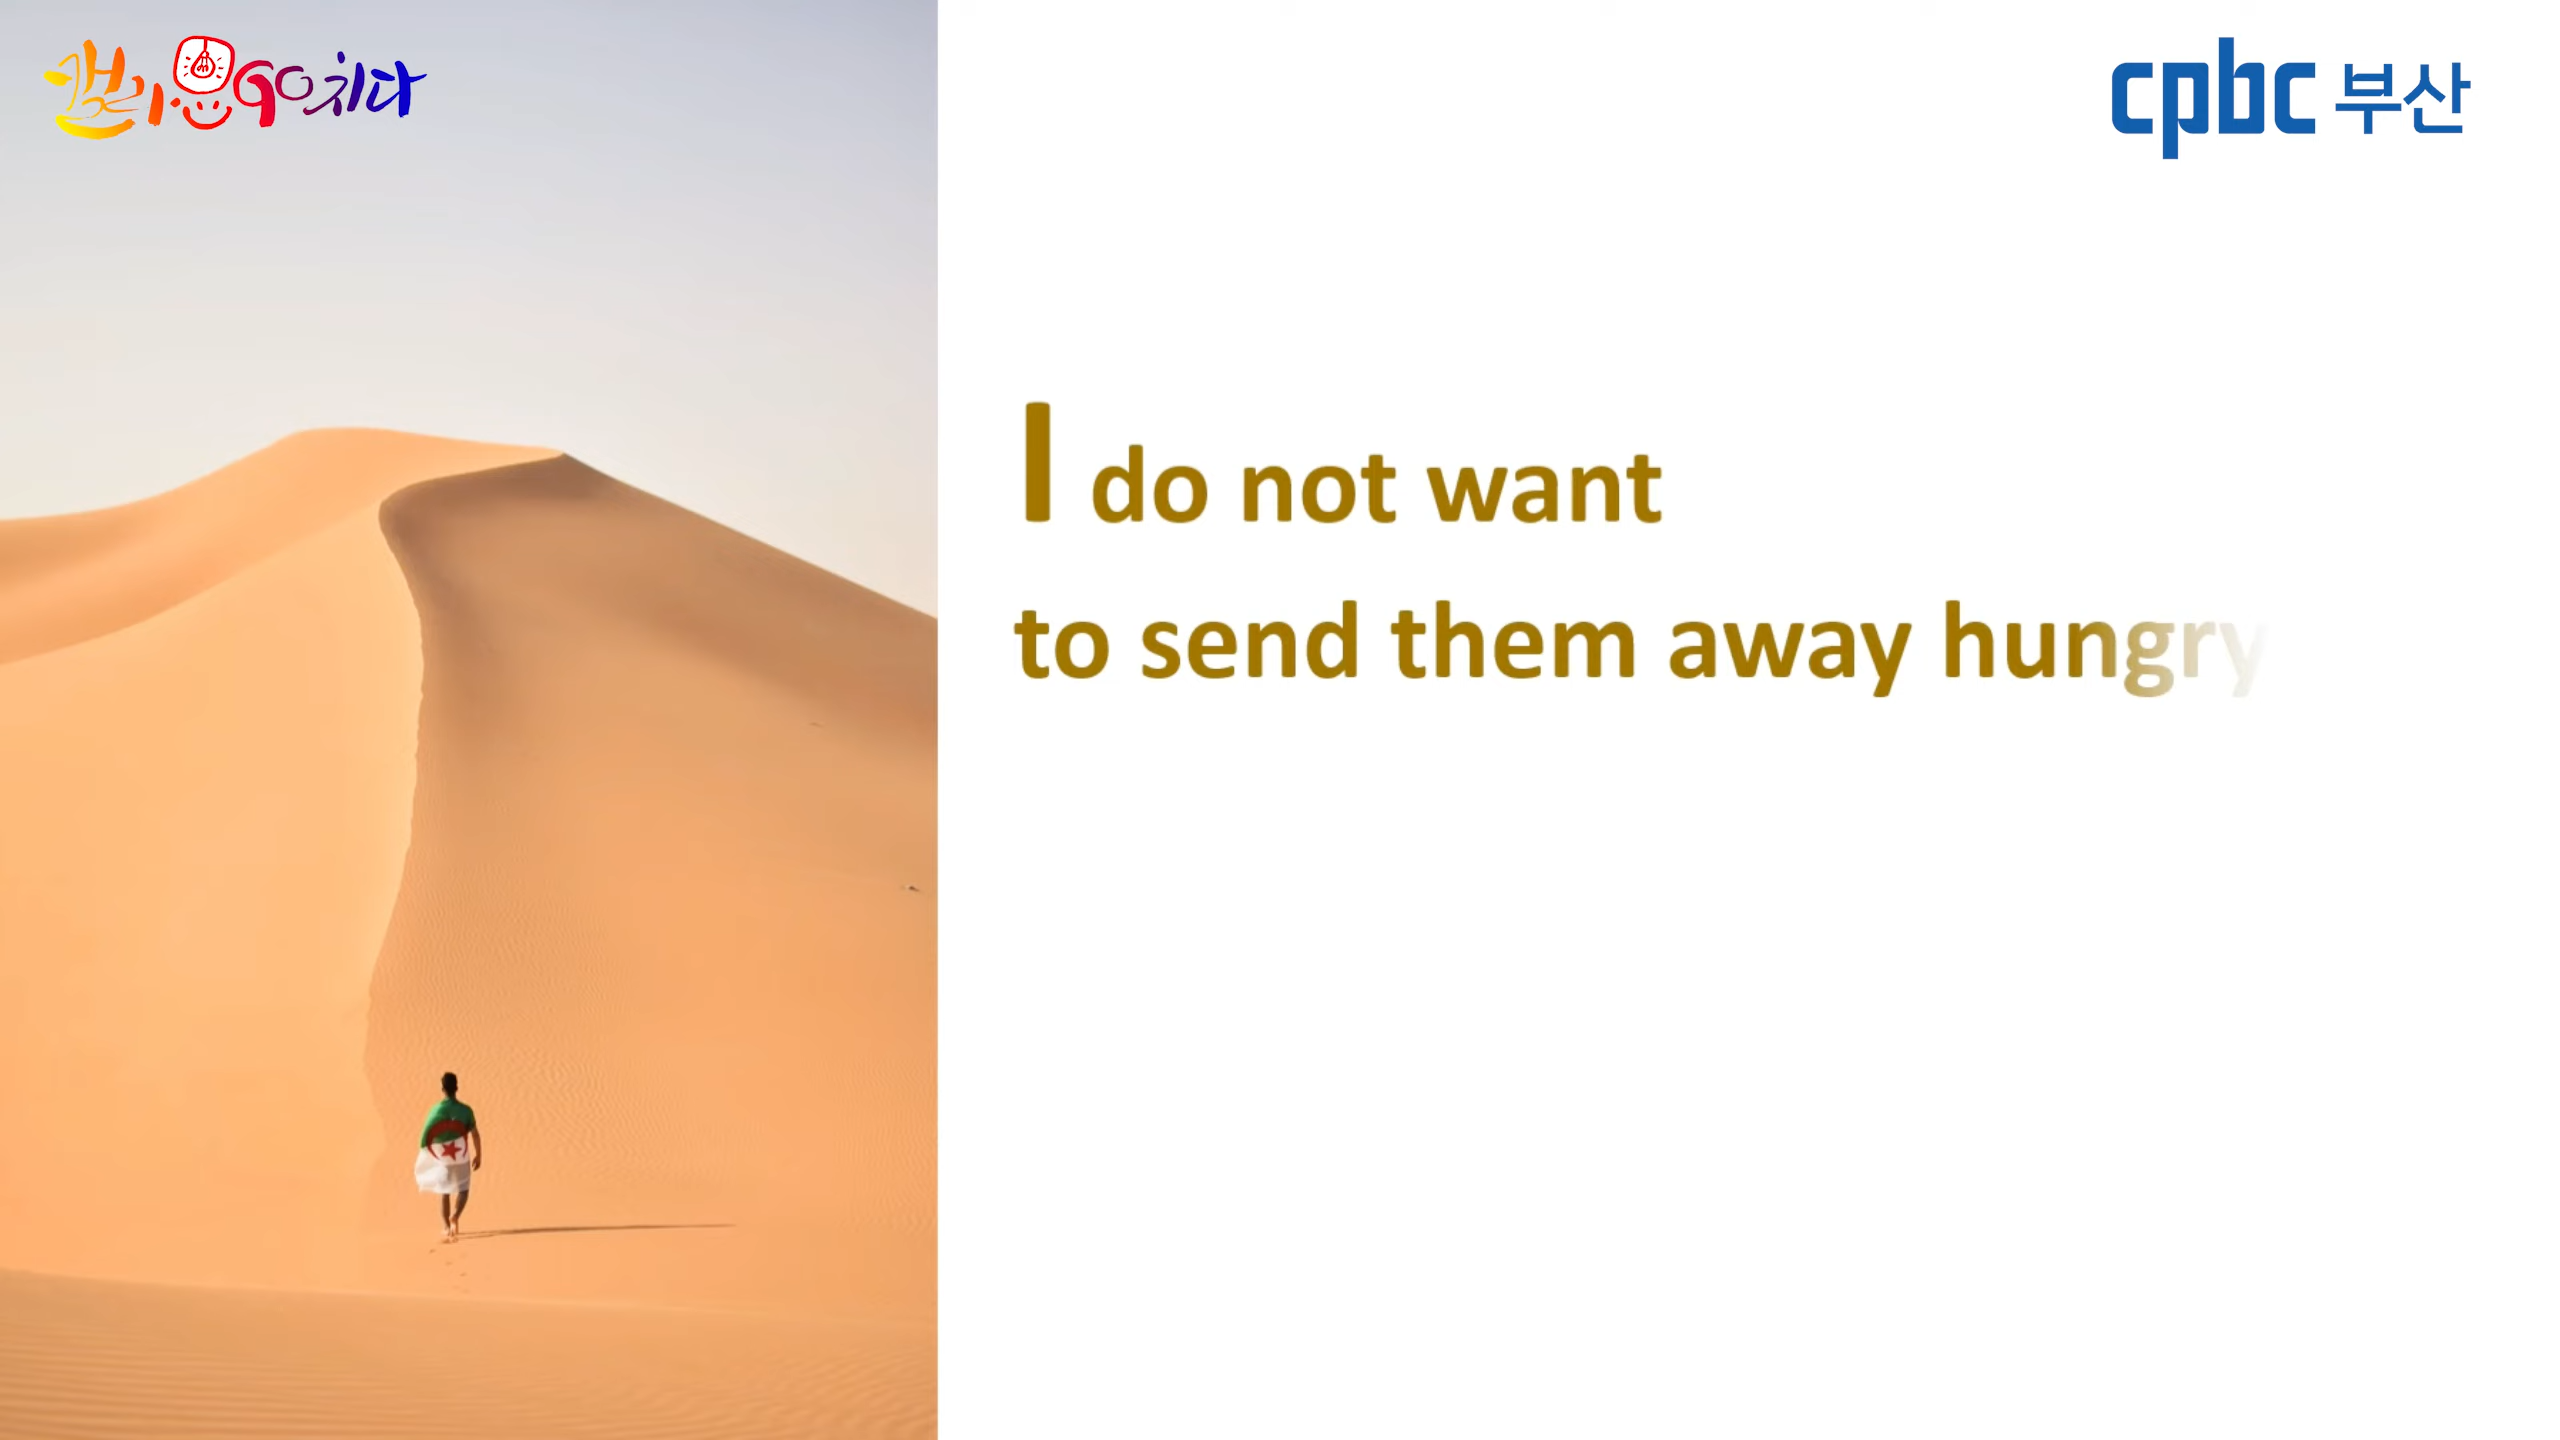 cpbc 부산
I do not want
to send them away hungry